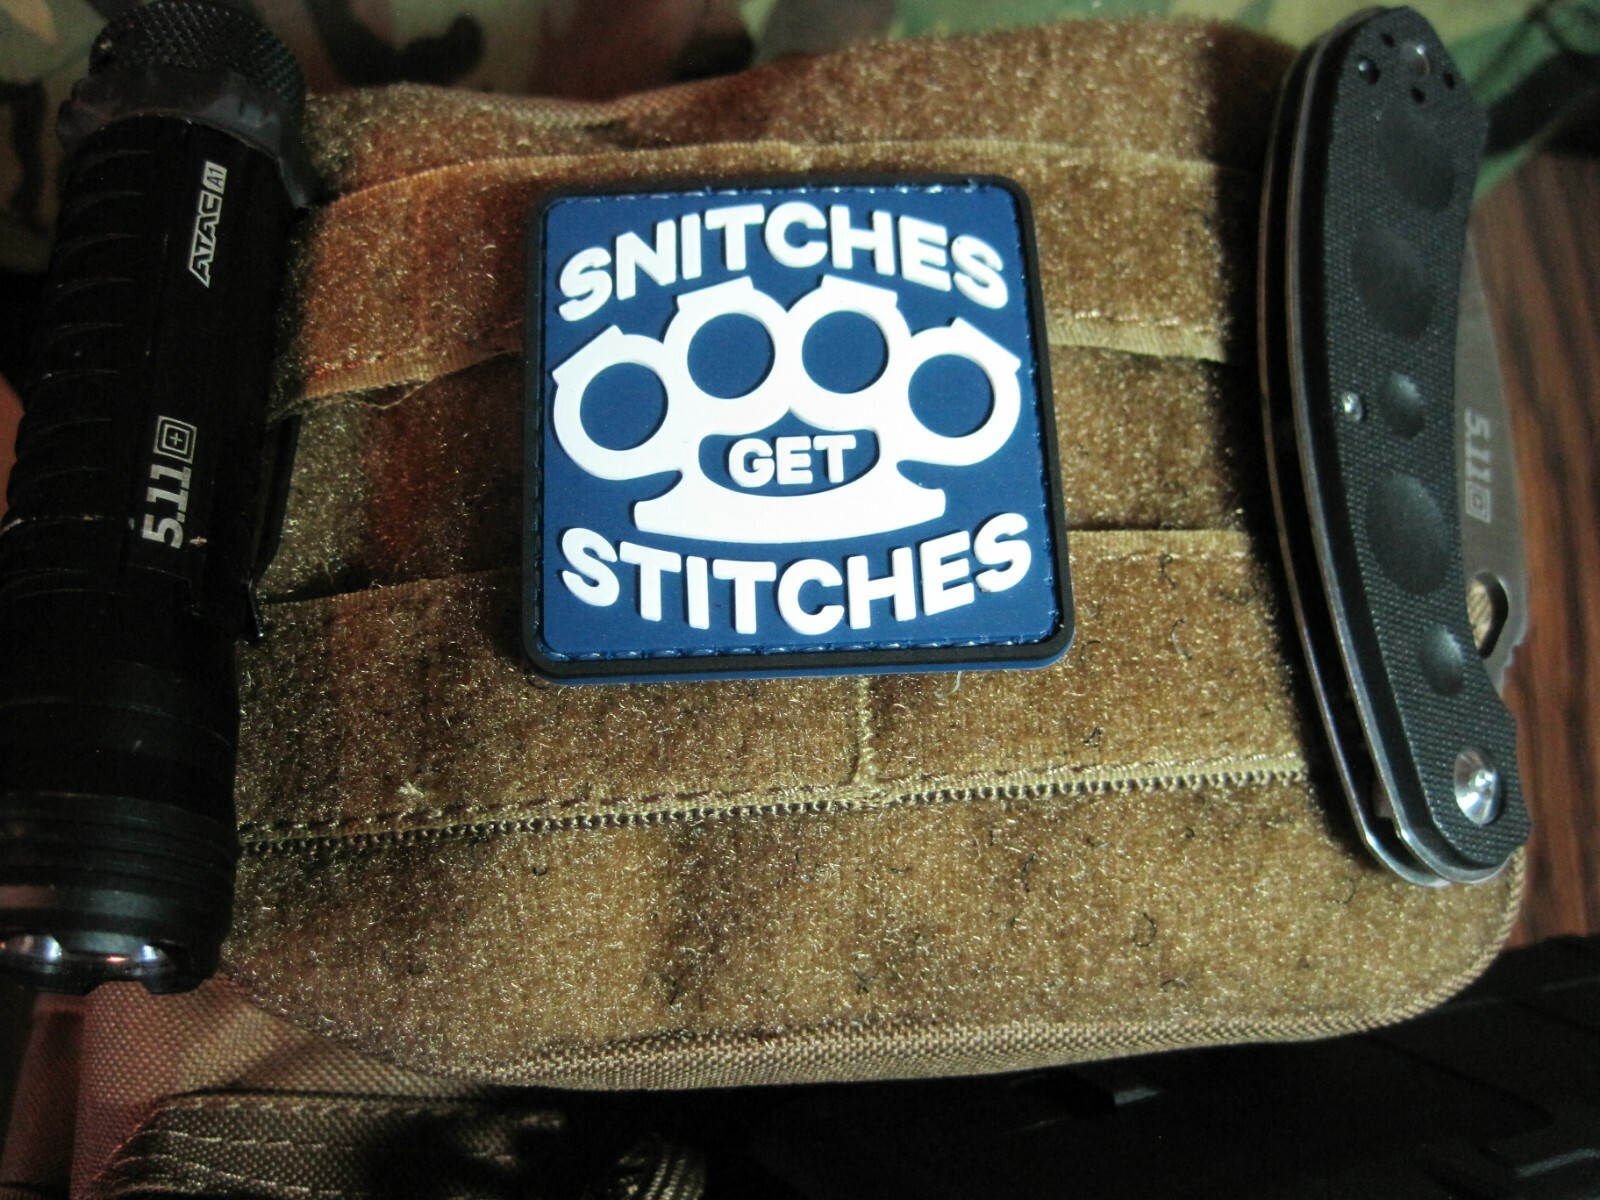 SNITCHES
GET
STITCHES
ATAC A1
5.11
5.11